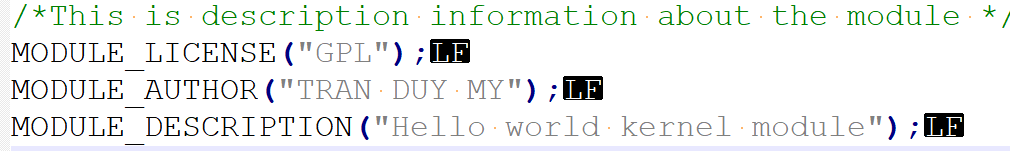 /*This is description information about the module */
MODULE_LICENSE("GPL");LF
MODULE_AUTHOR("TRAN DUY MY");LF
MODULE_DESCRIPTION("Hello world kernel module");LF